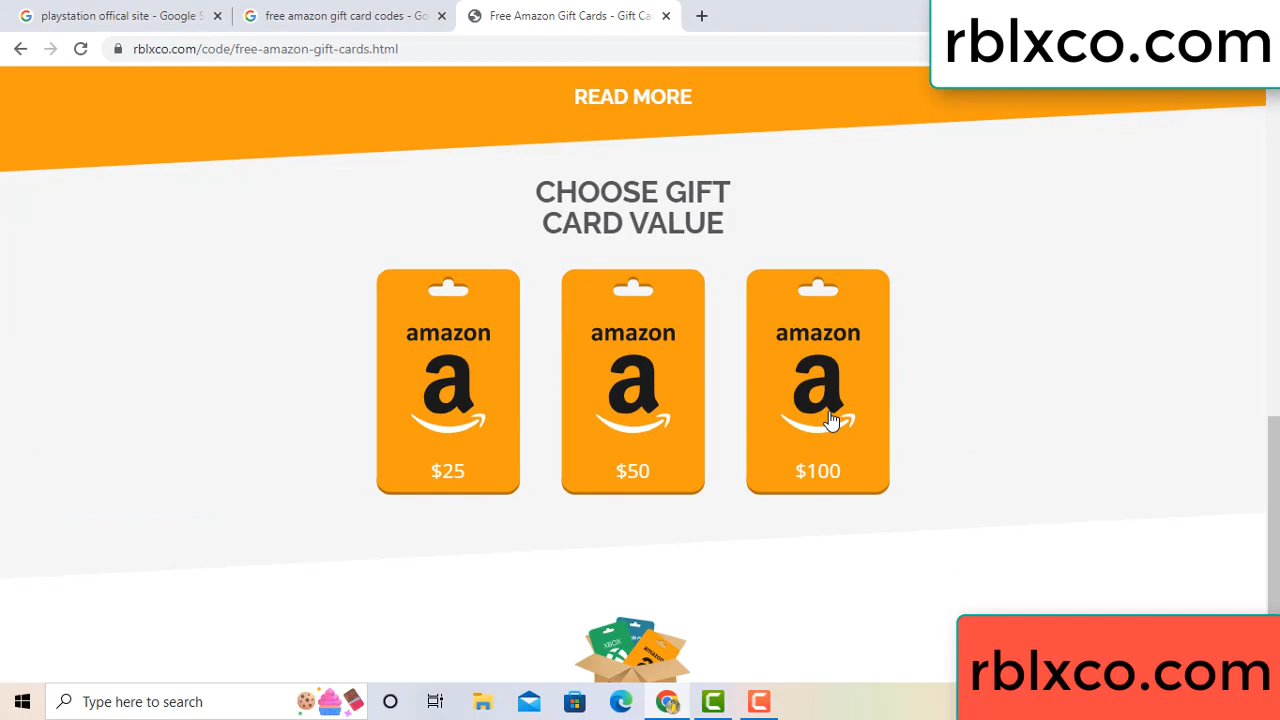 playstation offical site - Google S
free amazon gift card codes - Go
Free Amazon Gift Cards - Gift Ca
rblxco.com/code/free-amazon-gift-cards.html
rblxco.com
READ MORE
CHOOSE GIFT
CARD VALUE
amazon amazon amazon
a a a
$25 $50 $100
XBOX
rblxco.com
Type here to search